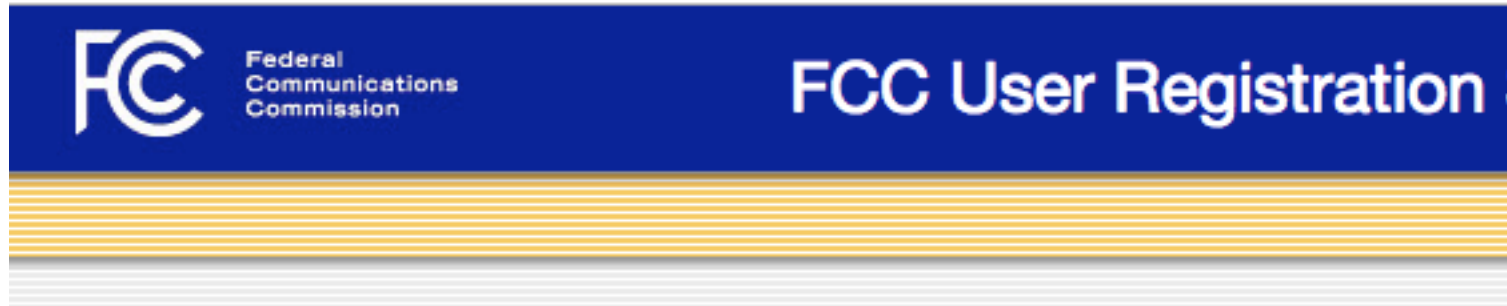 FCC
Federal
Communications
Commission
FCC User Registration